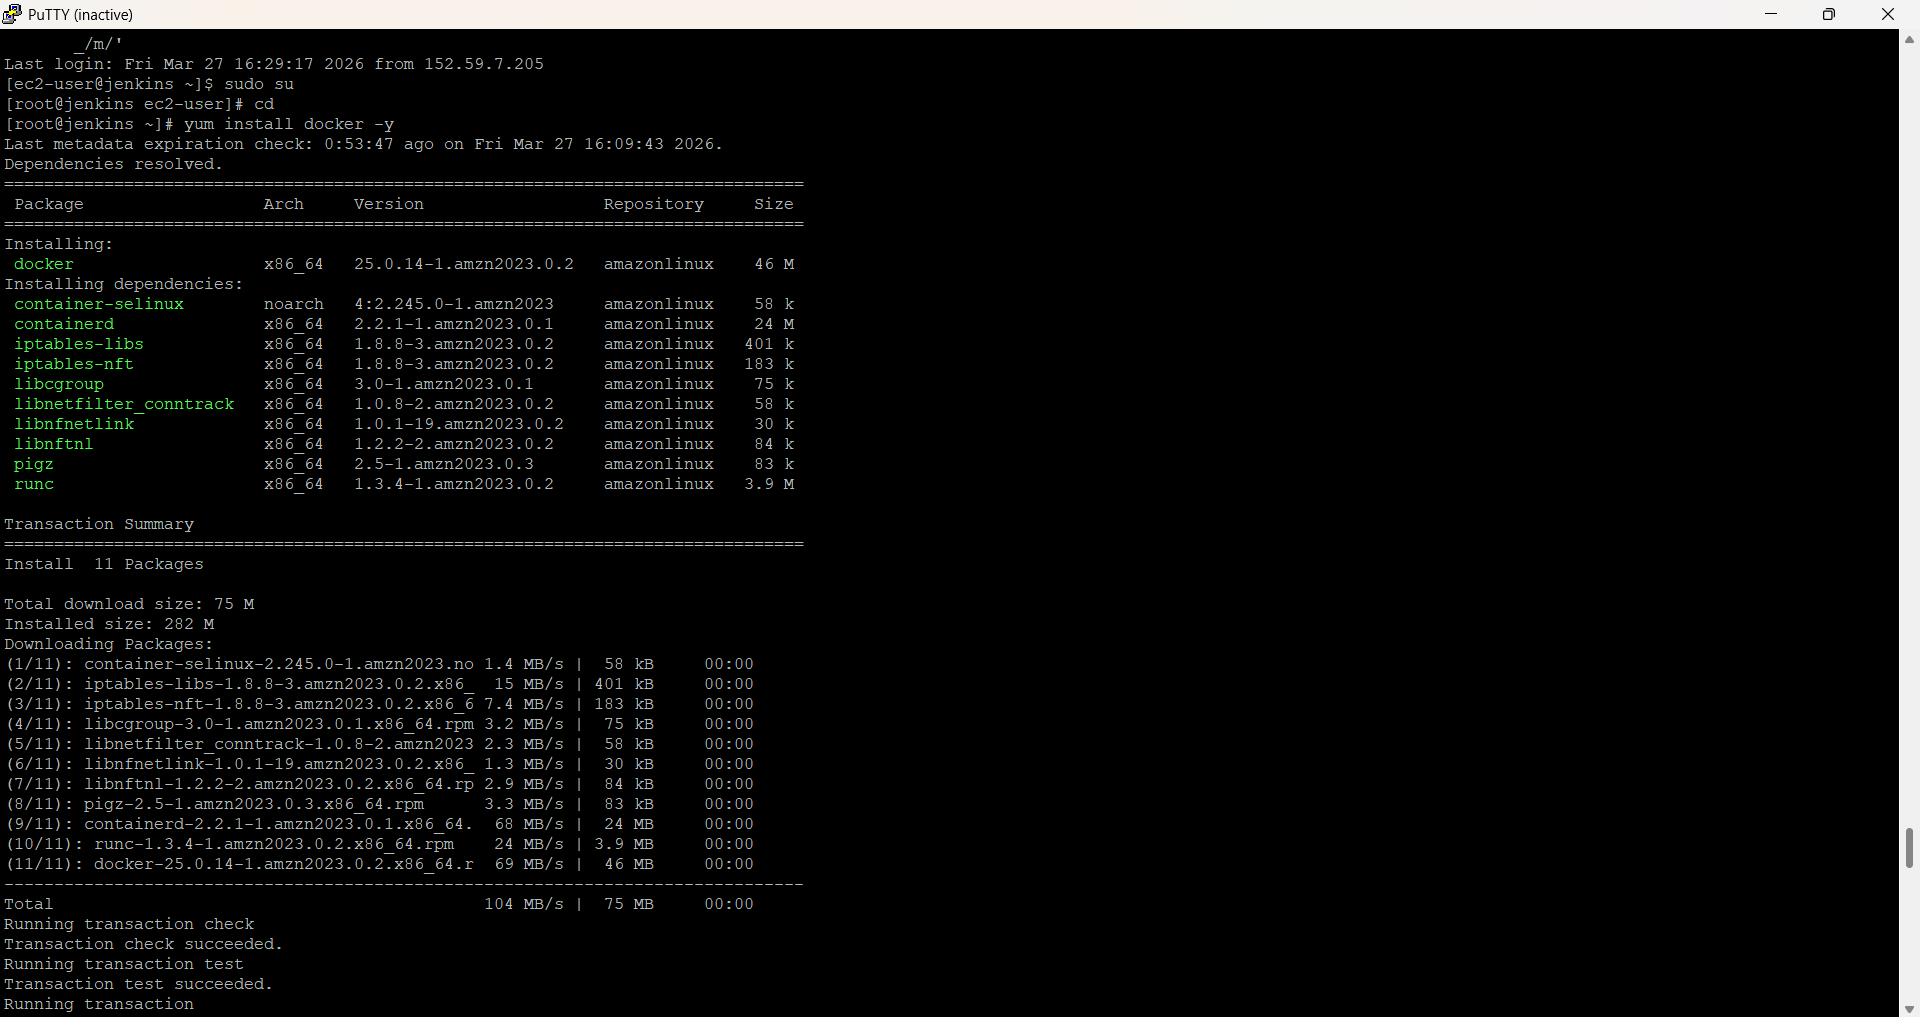 PuTTY (inactive)
_/m/'
Last login: Fri Mar 27 16:29:17 2026 from 152.59.7.205
[ec2-user@jenkins ~]$ sudo su
[root@jenkins ec2-user]# cd
[root@jenkins ~]# yum install docker -y
Last metadata expiration check: 0:53:47 ago on Fri Mar 27 16:09:43 2026.
Dependencies resolved.
================================================================================
 Package                  Arch     Version                  Repository     Size
================================================================================
Installing:
 docker                   x86_64   25.0.14-1.amzn2023.0.2   amazonlinux    46 M
Installing dependencies:
 container-selinux        noarch   4:2.245.0-1.amzn2023     amazonlinux    58 k
 containerd               x86_64   2.2.1-1.amzn2023.0.1     amazonlinux    24 M
 iptables-libs            x86_64   1.8.8-3.amzn2023.0.2     amazonlinux   401 k
 iptables-nft             x86_64   1.8.8-3.amzn2023.0.2     amazonlinux   183 k
 libcgroup                x86_64   3.0-1.amzn2023.0.1       amazonlinux    75 k
 libnetfilter_conntrack   x86_64   1.0.8-2.amzn2023.0.2     amazonlinux    58 k
 libnfnetlink             x86_64   1.0.1-19.amzn2023.0.2    amazonlinux    30 k
 libnftnl                 x86_64   1.2.2-2.amzn2023.0.2     amazonlinux    84 k
 pigz                     x86_64   2.5-1.amzn2023.0.3       amazonlinux    83 k
 runc                     x86_64   1.3.4-1.amzn2023.0.2     amazonlinux   3.9 M
Transaction Summary
================================================================================
Install  11 Packages
Total download size: 75 M
Installed size: 282 M
Downloading Packages:
(1/11): container-selinux-2.245.0-1.amzn2023.no 1.4 MB/s |  58 kB     00:00
(2/11): iptables-libs-1.8.8-3.amzn2023.0.2.x86_  15 MB/s | 401 kB     00:00
(3/11): iptables-nft-1.8.8-3.amzn2023.0.2.x86_6 7.4 MB/s | 183 kB     00:00
(4/11): libcgroup-3.0-1.amzn2023.0.1.x86_64.rpm 3.2 MB/s |  75 kB     00:00
(5/11): libnetfilter_conntrack-1.0.8-2.amzn2023 2.3 MB/s |  58 kB     00:00
(6/11): libnfnetlink-1.0.1-19.amzn2023.0.2.x86_ 1.3 MB/s |  30 kB     00:00
(7/11): libnftnl-1.2.2-2.amzn2023.0.2.x86_64.rp 2.9 MB/s |  84 kB     00:00
(8/11): pigz-2.5-1.amzn2023.0.3.x86_64.rpm      3.3 MB/s |  83 kB     00:00
(9/11): containerd-2.2.1-1.amzn2023.0.1.x86_64.  68 MB/s |  24 MB     00:00
(10/11): runc-1.3.4-1.amzn2023.0.2.x86_64.rpm    24 MB/s | 3.9 MB     00:00
(11/11): docker-25.0.14-1.amzn2023.0.2.x86_64.r  69 MB/s |  46 MB     00:00
--------------------------------------------------------------------------------
Total                                           104 MB/s |  75 MB     00:00
Running transaction check
Transaction check succeeded.
Running transaction test
Transaction test succeeded.
Running transaction